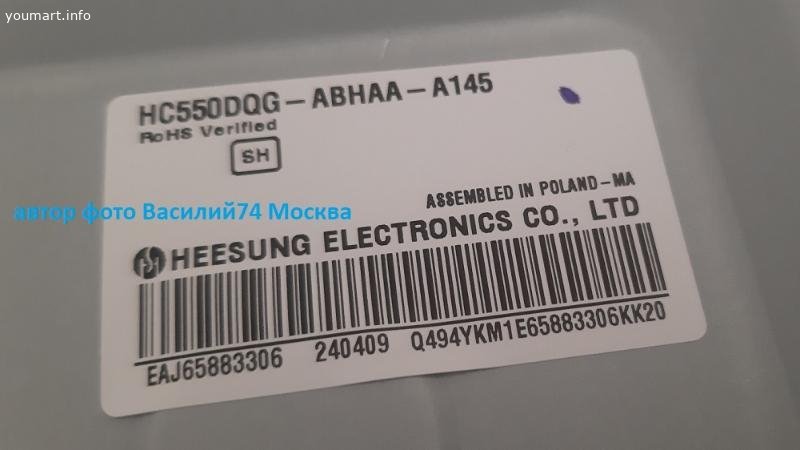 youmart.info
HC550DQG-ABHAA-A145
RoHS Verified
SH
ASSEMBLED IN POLAND-MA
автор фото Василий74 Москва
HEESUNG ELECTRONICS CO., LTD
EAJ65883306 240409 Q494YKM1E65883306KK20